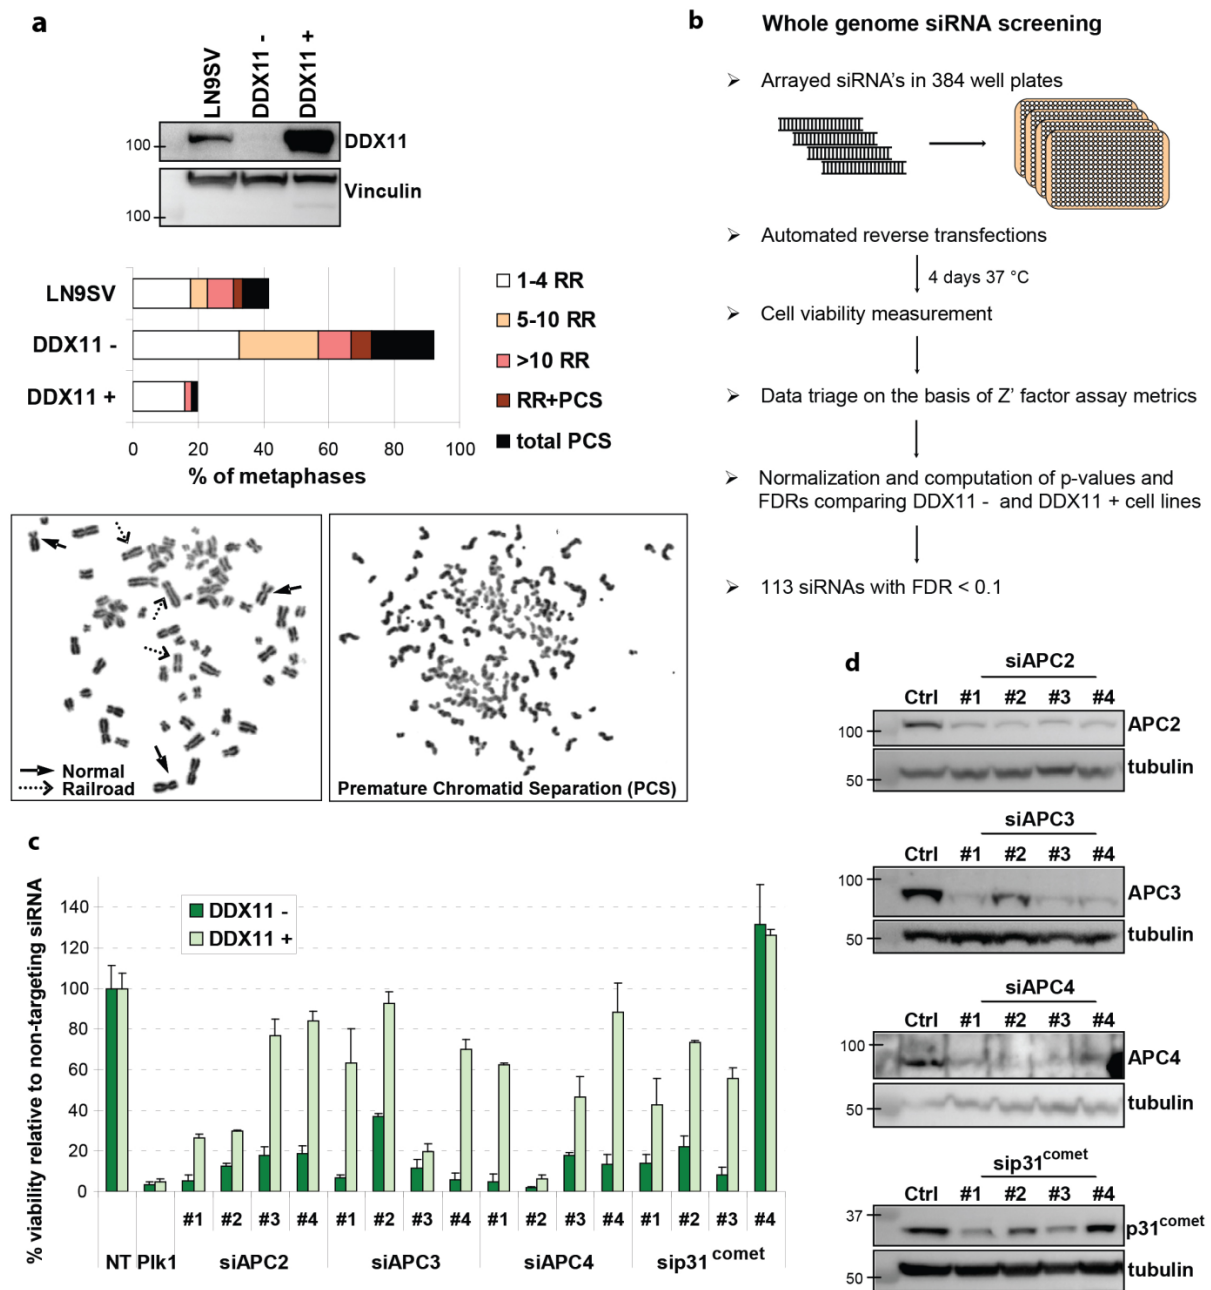 a
LN9SV
DDX11 -
DDX11 +
100
DDX11
Vinculin
100
LN9SV
DDX11 -
DDX11 +
0
20
40
60
80
100
% of metaphases
1-4 RR
5-10 RR
>10 RR
RR+PCS
total PCS
Normal
Railroad
Premature Chromatid Separation (PCS)
b
Whole genome siRNA screening
➢ Arrayed siRNA's in 384 well plates
➢ Automated reverse transfections
4 days 37 °C
➢ Cell viability measurement
➢ Data triage on the basis of Z' factor assay metrics
➢ Normalization and computation of p-values and
FDRs comparing DDX11 - and DDX11 + cell lines
➢ 113 siRNAs with FDR < 0.1
c
% viability relative to non-targeting siRNA
140
120
100
80
60
40
20
0
DDX11 -
DDX11 +
#1 #2 #3 #4 #1 #2 #3 #4 #1 #2 #3 #4 #1 #2 #3 #4
NT Plk1 siAPC2 siAPC3 siAPC4 sip31comet
d
siAPC2
Ctrl #1 #2 #3 #4
100
APC2
50
tubulin
siAPC3
Ctrl #1 #2 #3 #4
100
APC3
50
tubulin
siAPC4
Ctrl #1 #2 #3 #4
100
APC4
50
tubulin
sip31comet
Ctrl #1 #2 #3 #4
37
p31comet
50
tubulin